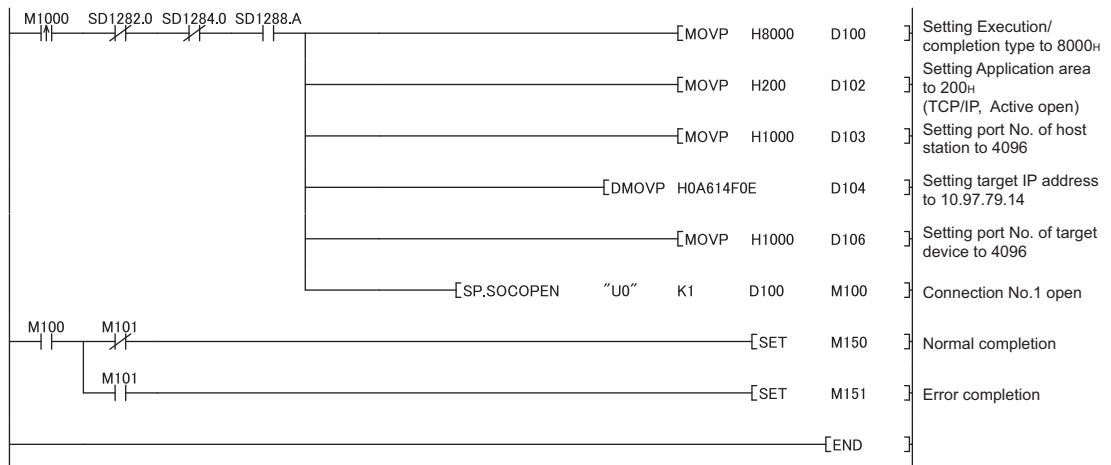 M1000 SD1282.0 SD1284.0 SD1288.A
[MOVP H8000 D100 ]
Setting Execution/
completion type to 8000H
[MOVP H200 D102 ]
Setting Application area
to 200H
(TCP/IP, Active open)
[MOVP H1000 D103 ]
Setting port No. of host
station to 4096
[DMOVP H0A614F0E D104 ]
Setting target IP address
to 10.97.79.14
[MOVP H1000 D106 ]
Setting port No. of target
device to 4096
[SP.SOCOPEN "U0" K1 D100 M100 ]
Connection No.1 open
M100 M101
[SET M150 ]
Normal completion
M101
[SET M151 ]
Error completion
[END ]